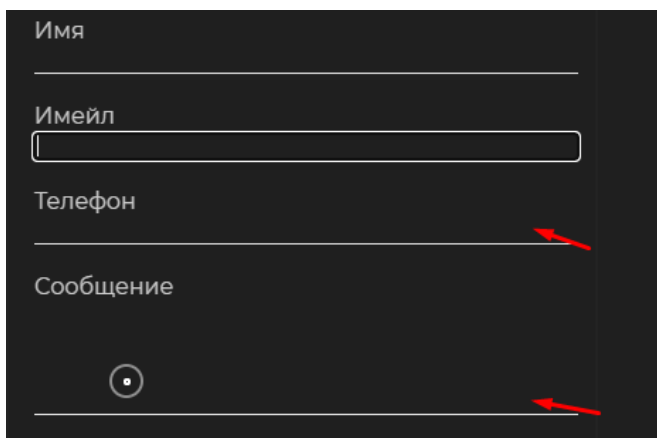 Имя
Имейл
Телефон
Сообщение